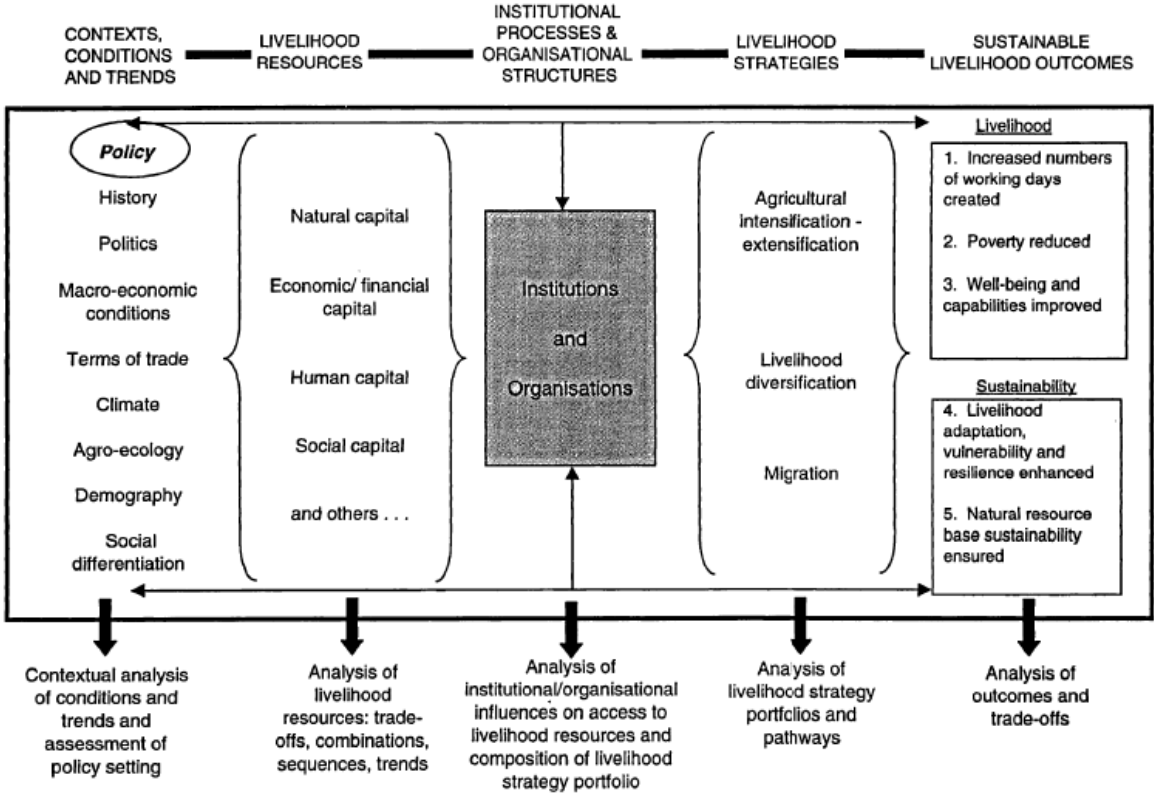 CONTEXTS,
CONDITIONS
AND TRENDS
LIVELIHOOD
RESOURCES
INSTITUTIONAL
PROCESSES &
ORGANISATIONAL
STRUCTURES
LIVELIHOOD
STRATEGIES
SUSTAINABLE
LIVELIHOOD OUTCOMES
Policy
History
Politics
Macro-economic
conditions
Terms of trade
Climate
Agro-ecology
Demography
Social
differentiation
Natural capital
Economic/ financial
capital
Human capital
Social capital
and others . . .
Institutions
and
Organisations
Agricultural
intensification -
extensification
Livelihood
diversification
Migration
Livelihood
1. Increased numbers
of working days
created
2. Poverty reduced
3. Well-being and
capabilities improved
Sustainability
4. Livelihood
adaptation,
vulnerability and
resilience enhanced
5. Natural resource
base sustainability
ensured
Contextual analysis
of conditions and
trends and
assessment of
policy setting
Analysis of
livelihood
resources: trade-
offs, combinations,
sequences, trends
Analysis of
institutional/organisational
influences on access to
livelihood resources and
composition of livelihood
strategy portfolio
Analysis of
livelihood strategy
portfolios and
pathways
Analysis of
outcomes and
trade-offs